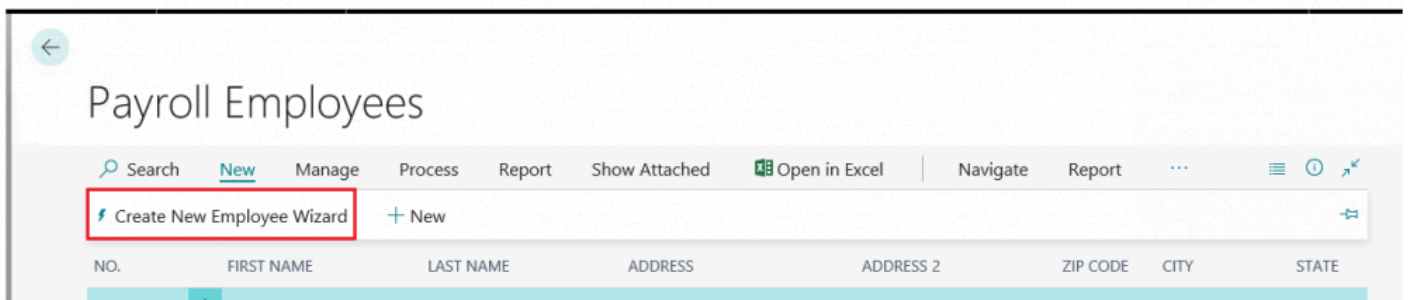 Payroll Employees
Search New Manage Process Report Show Attached Open in Excel Navigate Report ...
Create New Employee Wizard + New
NO. FIRST NAME LAST NAME ADDRESS ADDRESS 2 ZIP CODE CITY STATE